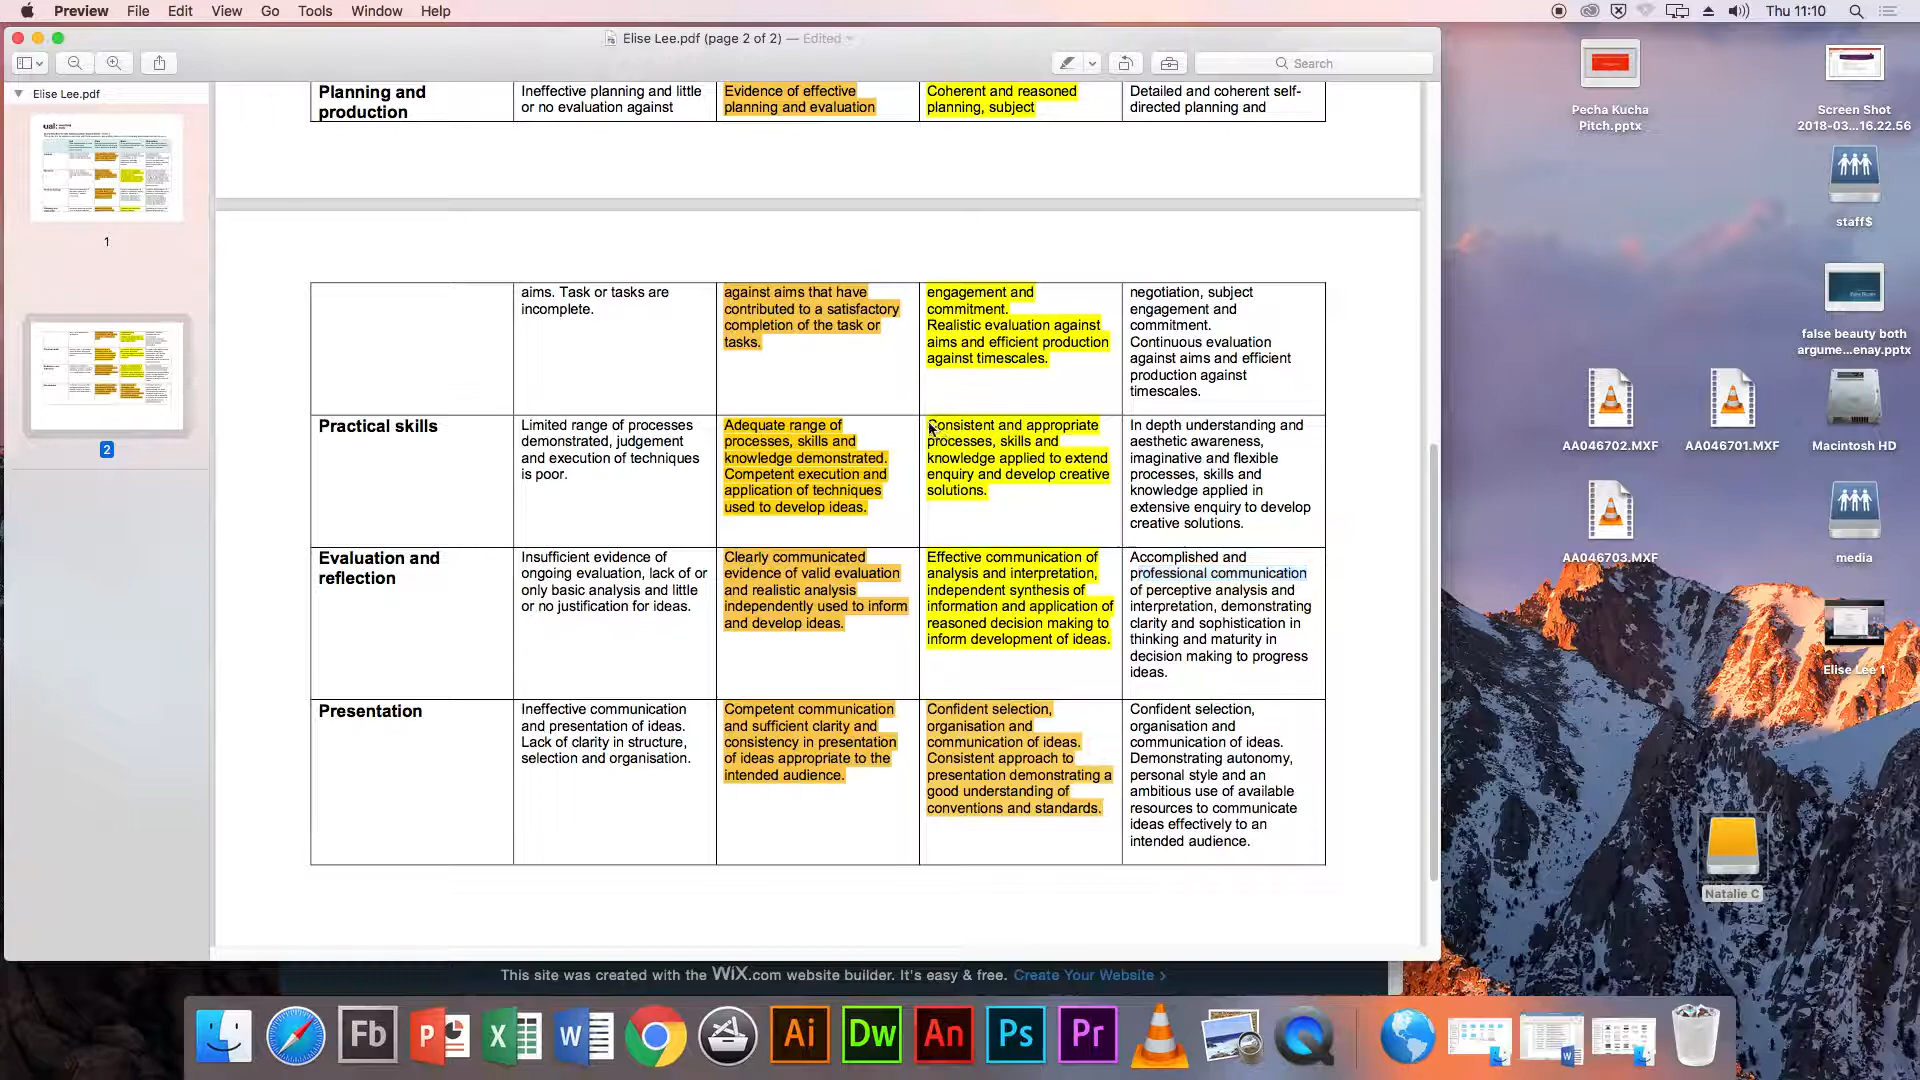 Preview File Edit View Go Tools Window Help
Thu 11:10
Elise Lee.pdf (page 2 of 2) — Edited
Search
Elise Lee.pdf
1
2
Planning and
production
Ineffective planning and little
or no evaluation against
Evidence of effective
planning and evaluation
Coherent and reasoned
planning, subject
Detailed and coherent self-
directed planning and
aims. Task or tasks are
incomplete.
against aims that have
contributed to a satisfactory
completion of the task or
tasks.
engagement and
commitment.
Realistic evaluation against
aims and efficient production
against timescales.
negotiation, subject
engagement and
commitment.
Continuous evaluation
against aims and efficient
production against
timescales.
Practical skills
Limited range of processes
demonstrated, judgement
and execution of techniques
is poor.
Adequate range of
processes, skills and
knowledge demonstrated.
Competent execution and
application of techniques
used to develop ideas.
Consistent and appropriate
processes, skills and
knowledge applied to extend
enquiry and develop creative
solutions.
In depth understanding and
aesthetic awareness,
imaginative and flexible
processes, skills and
knowledge applied in
extensive enquiry to develop
creative solutions.
Evaluation and
reflection
Insufficient evidence of
ongoing evaluation, lack of or
only basic analysis and little
or no justification for ideas.
Clearly communicated
evidence of valid evaluation
and realistic analysis
independently used to inform
and develop ideas.
Effective communication of
analysis and interpretation,
independent synthesis of
information and application of
reasoned decision making to
inform development of ideas.
Accomplished and
professional communication
of perceptive analysis and
interpretation, demonstrating
clarity and sophistication in
thinking and maturity in
decision making to progress
ideas.
Presentation
Ineffective communication
and presentation of ideas.
Lack of clarity in structure,
selection and organisation.
Competent communication
and sufficient clarity and
consistency in presentation
of ideas appropriate to the
intended audience.
Confident selection,
organisation and
communication of ideas.
Consistent approach to
presentation demonstrating a
good understanding of
conventions and standards.
Confident selection,
organisation and
communication of ideas.
Demonstrating autonomy,
personal style and an
ambitious use of available
resources to communicate
ideas effectively to an
intended audience.
This site was created with the WiX.com website builder. It's easy & free. Create Your Website >
Pecha Kucha
Pitch.pptx
Screen Shot
2018-03...16.22.56
staff$
false beauty both
argume...enay.pptx
AA046702.MXF
AA046701.MXF
Macintosh HD
AA046703.MXF
media
Elise Lee 1
Natalie C
Fb
P
X
W
Ai
Dw
An
Ps
Pr